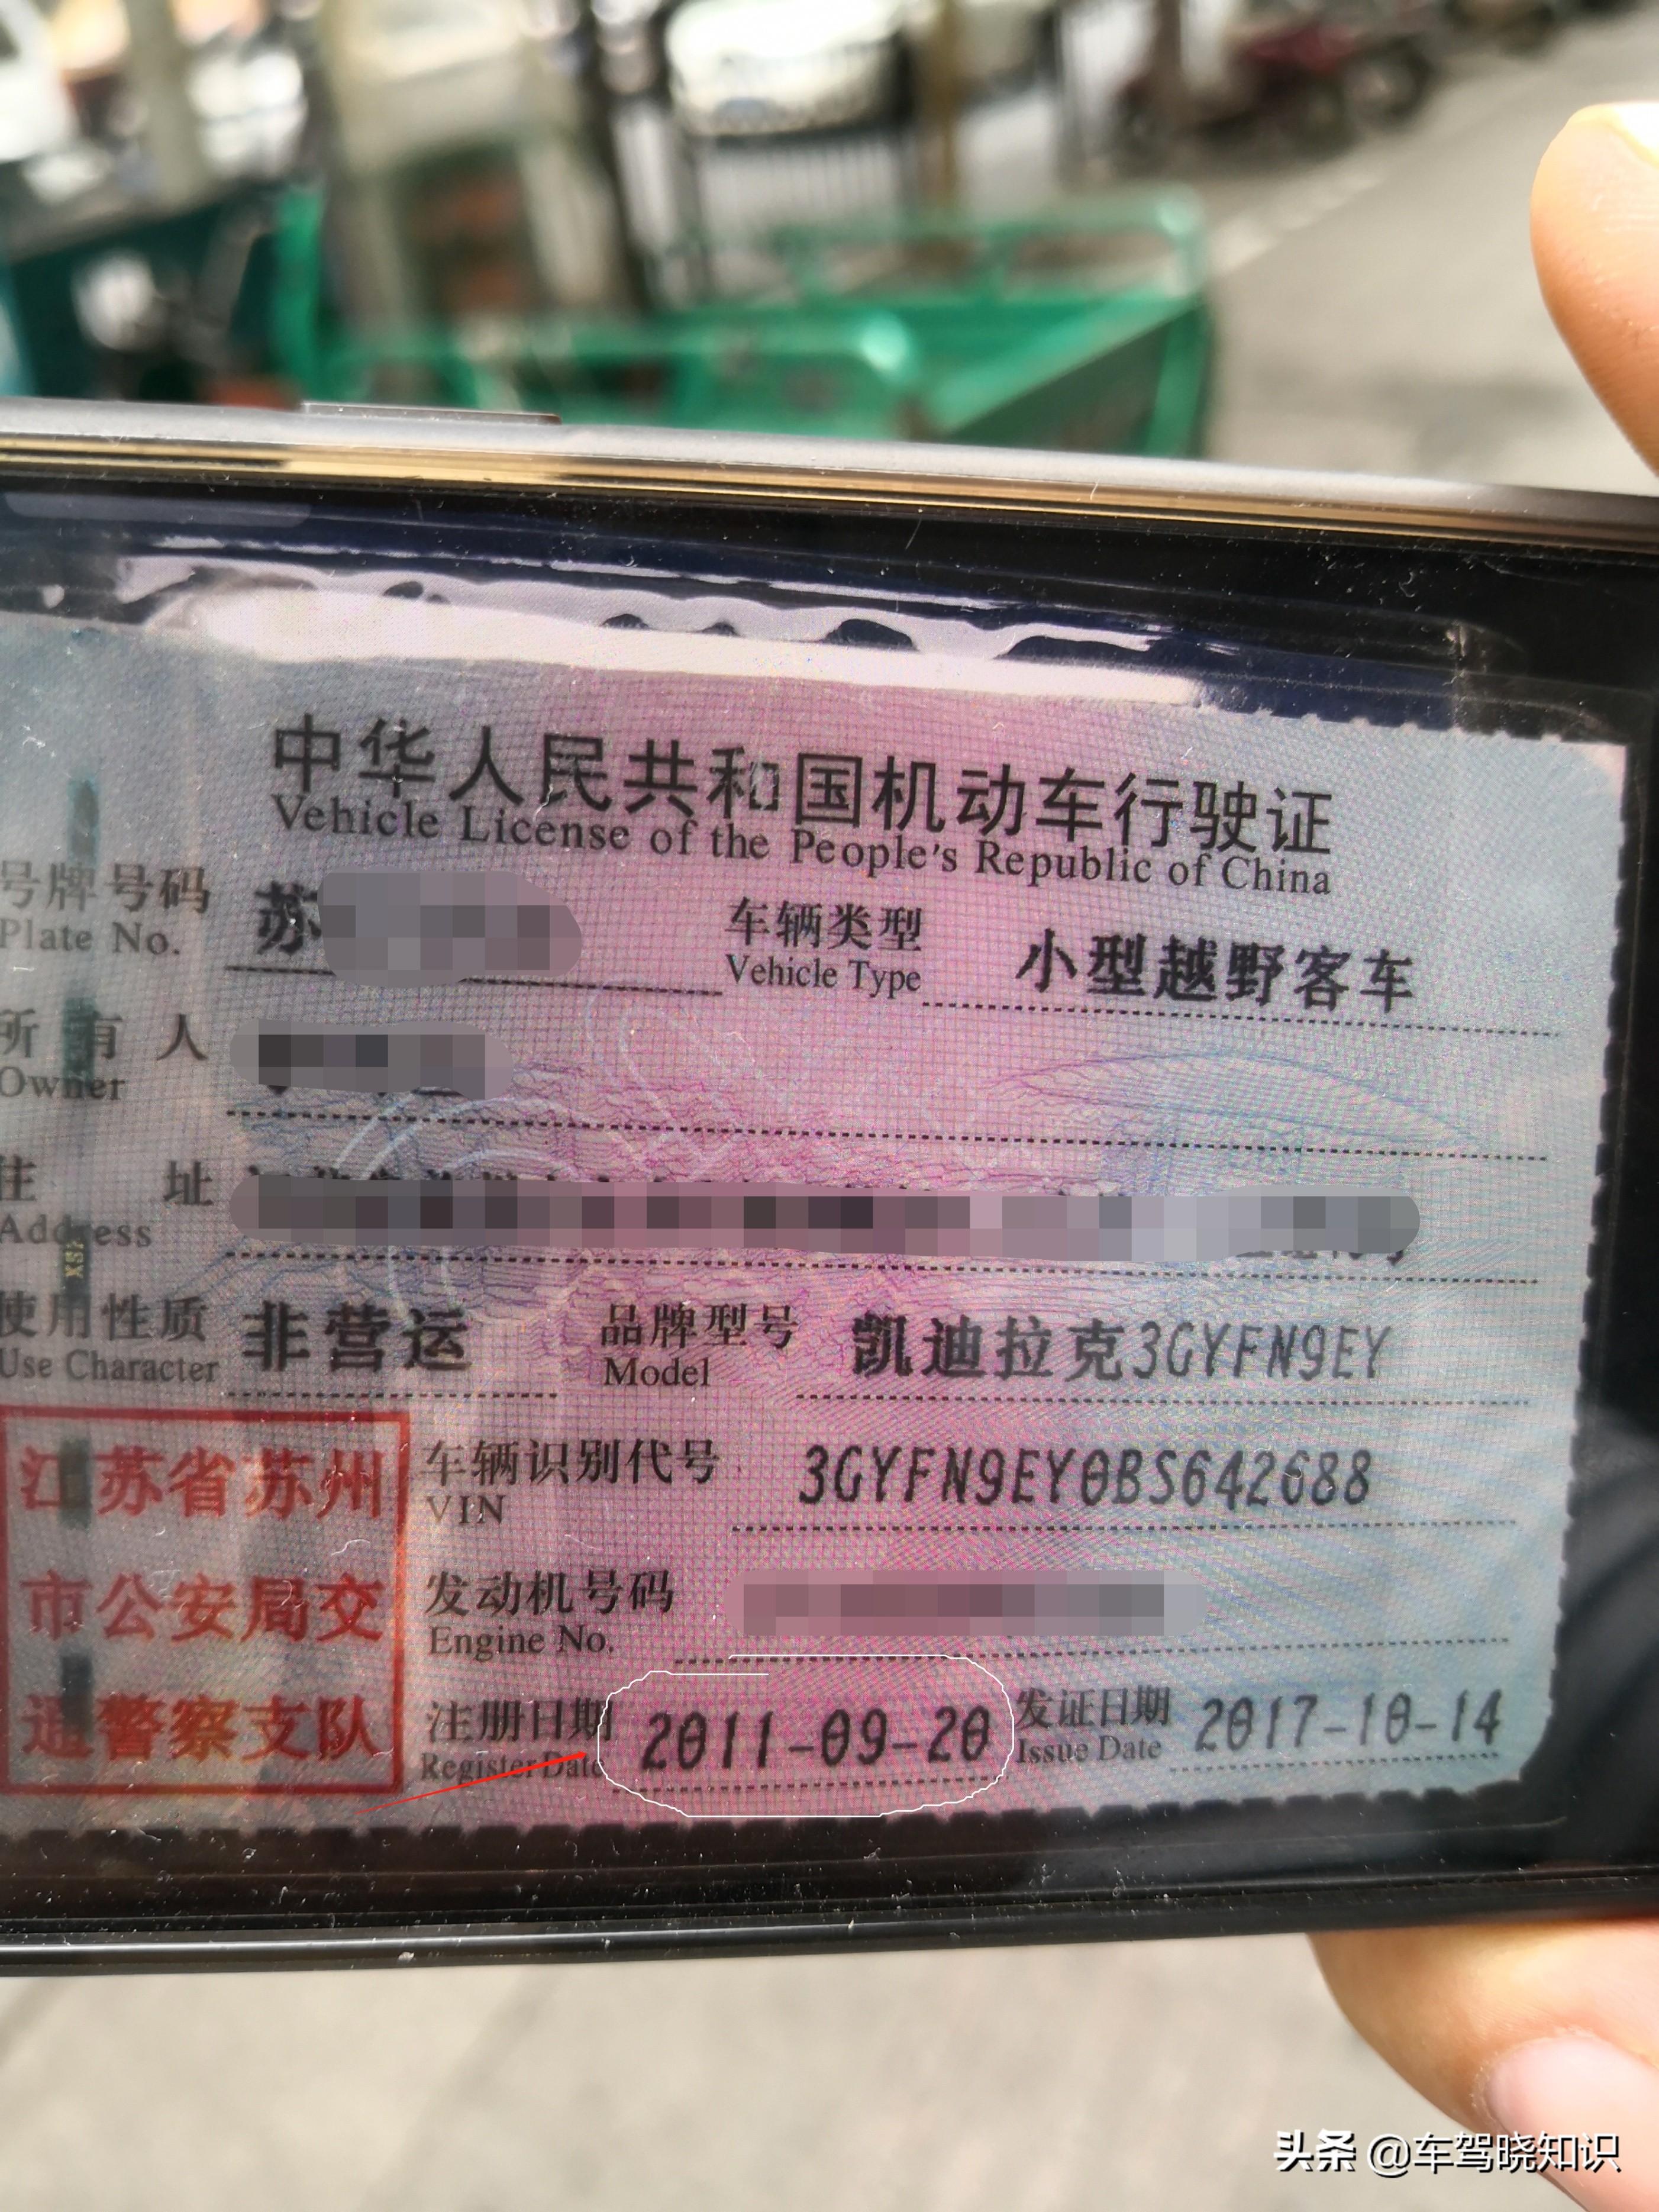 中华人民共和国机动车行驶证
Vehicle License of the People's Republic of China
号牌号码 苏 车辆类型 小型越野客车
Plate No. Vehicle Type
所有人
Owner
住址
Address
使用性质 非营运 品牌型号 凯迪拉克3GYFN9EY
Use Character Model
江苏省苏州
市公安局交
通警察支队
车辆识别代号 3GYFN9EY0BS642688
VIN
发动机号码
Engine No.
注册日期 2011-09-20 发证日期 2017-10-14
Register Date Issue Date
头条 @车驾晓知识